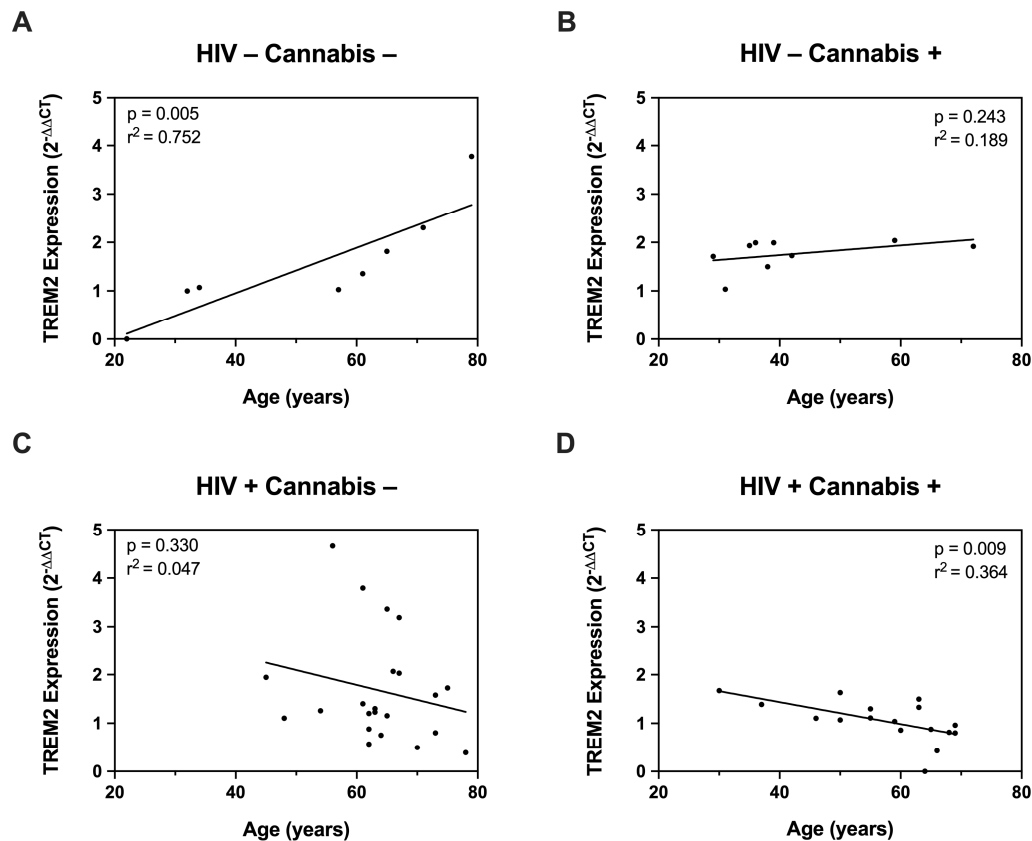 A
HIV – Cannabis –
p = 0.005
r² = 0.752
TREM2 Expression (2^-ΔΔCT)
5
4
3
2
1
0
20 40 60 80
Age (years)
B
HIV – Cannabis +
p = 0.243
r² = 0.189
TREM2 Expression (2^-ΔΔCT)
5
4
3
2
1
0
20 40 60 80
Age (years)
C
HIV + Cannabis –
p = 0.330
r² = 0.047
TREM2 Expression (2^-ΔΔCT)
5
4
3
2
1
0
20 40 60 80
Age (years)
D
HIV + Cannabis +
p = 0.009
r² = 0.364
TREM2 Expression (2^-ΔΔCT)
5
4
3
2
1
0
20 40 60 80
Age (years)